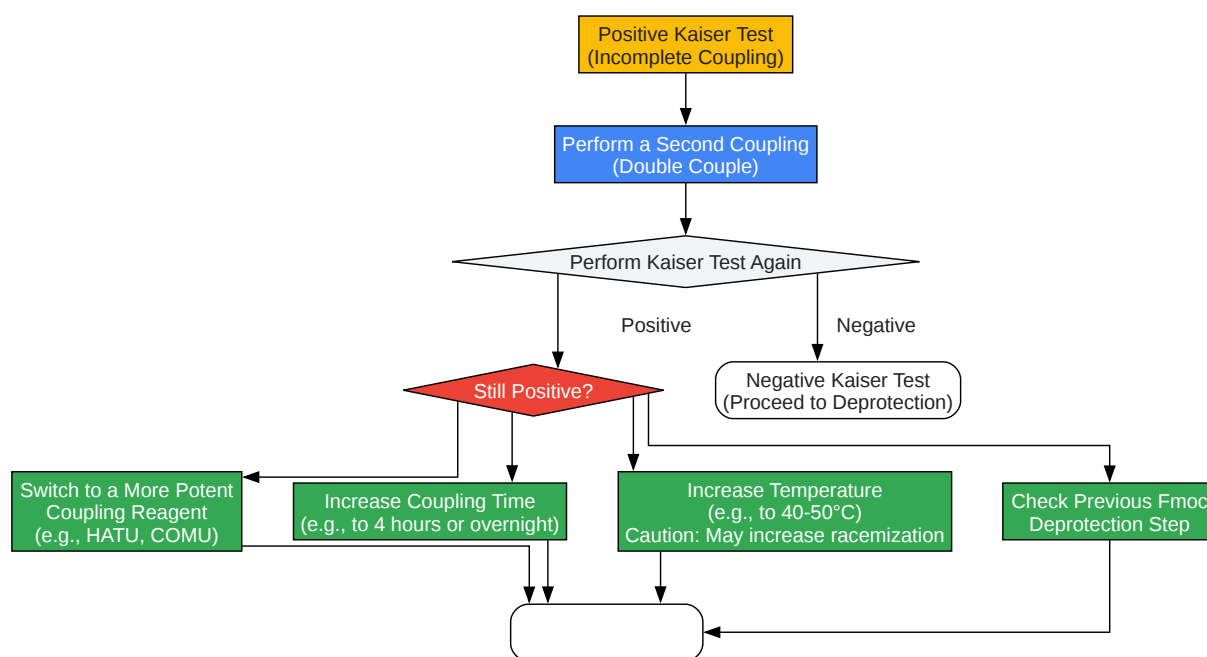 Positive Kaiser Test
(Incomplete Coupling)
Perform a Second Coupling
(Double Couple)
Perform Kaiser Test Again
Positive
Negative
Still Positive?
Negative Kaiser Test
(Proceed to Deprotection)
Switch to a More Potent
Coupling Reagent
(e.g., HATU, COMU)
Increase Coupling Time
(e.g., to 4 hours or overnight)
Increase Temperature
(e.g., to 40-50°C)
Caution: May increase racemization
Check Previous Fmoc
Deprotection Step